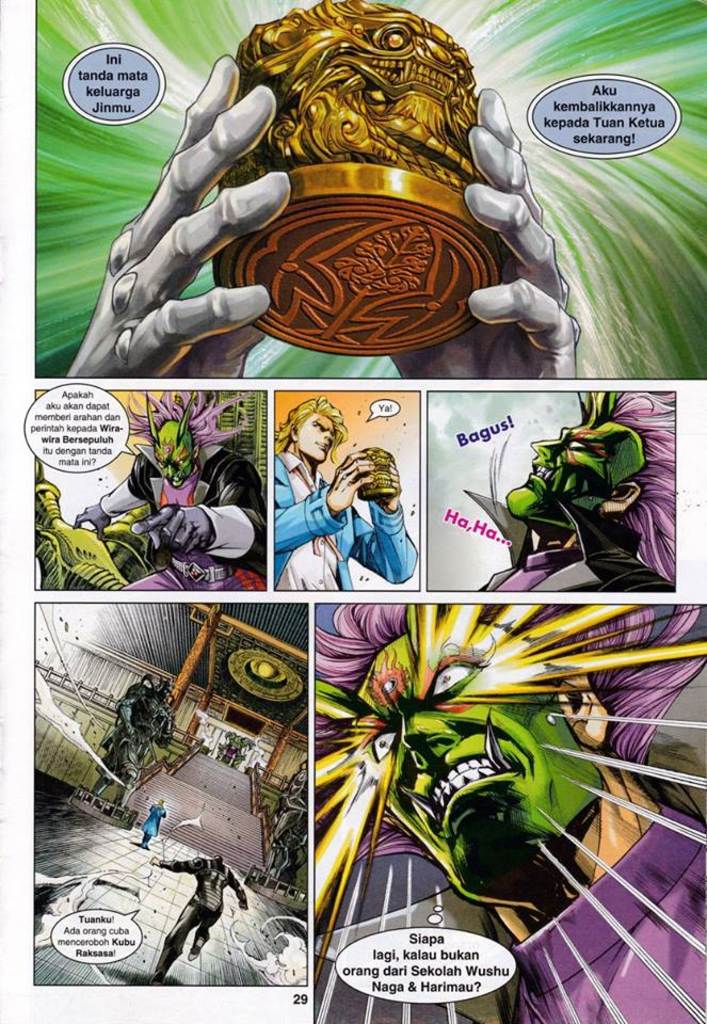 Ini
tanda mata
keluarga
Jinmu.
Aku
kembalikkannya
kepada Tuan Ketua
sekarang!
Apakah
aku akan dapat
memberi arahan dan
perintah kepada Wira-
wira Bersepuluh
itu dengan tanda
mata ini?
Ya!
Bagus!
Ha,Ha...
Tuanku!
Ada orang cuba
menceroboh Kubu
Raksasa!
Siapa
lagi, kalau bukan
orang dari Sekolah Wushu
Naga & Harimau?
29